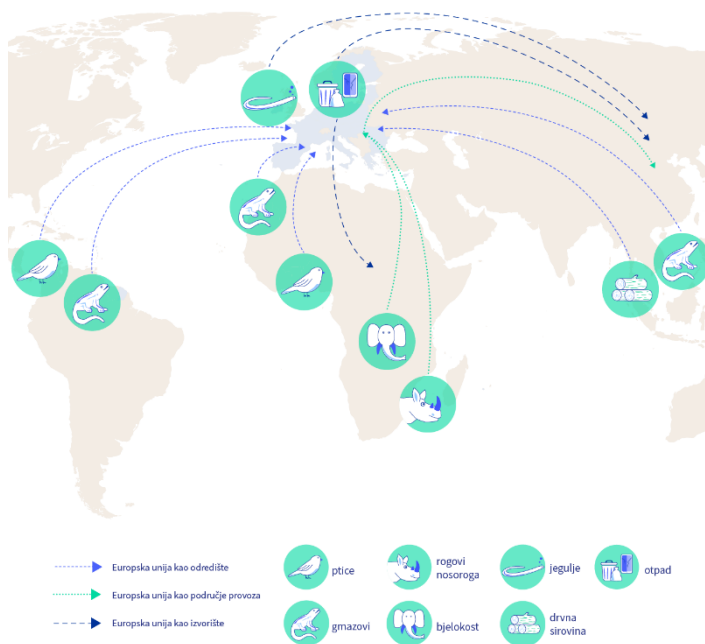 Europska unija kao odredište
Europska unija kao područje provoza
Europska unija kao izvorište
ptice
rogovi
nosoroga
jegulje
otpad
gmazovi
bjelokost
drvna
sirovina